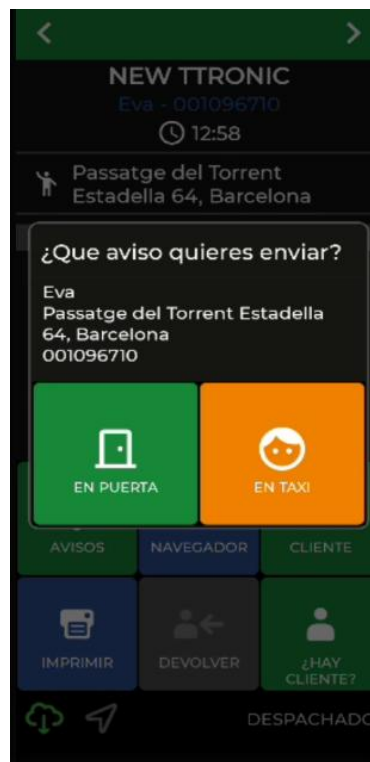 NEW TTRONIC
Eva - 001096710
12:58
Passatge del Torrent
Estadella 64, Barcelona
¿Que aviso quieres enviar?
Eva
Passatge del Torrent Estadella
64, Barcelona
001096710
EN PUERTA
EN TAXI
AVISOS
NAVEGADOR
CLIENTE
IMPRIMIR
DEVOLVER
¿HAY
CLIENTE?
DESPACHADO